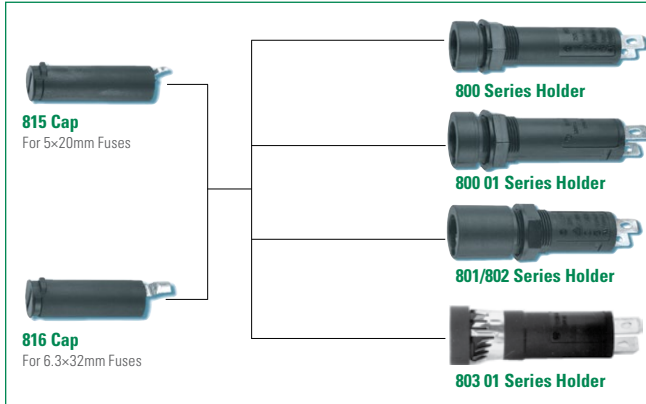 815 Cap
For 5×20mm Fuses
816 Cap
For 6.3×32mm Fuses
800 Series Holder
800 01 Series Holder
801/802 Series Holder
803 01 Series Holder